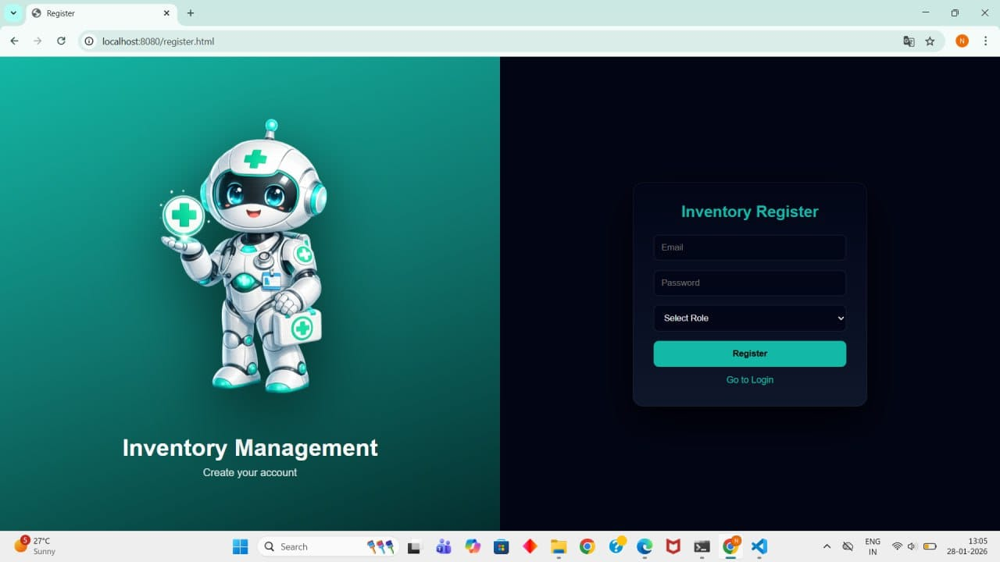 Register
localhost:8080/register.html
N
Inventory Management
Create your account
Inventory Register
Email
Password
Select Role
Register
Go to Login
5
27°C
Sunny
Search
N
ENG
IN
13:05
28-01-2026